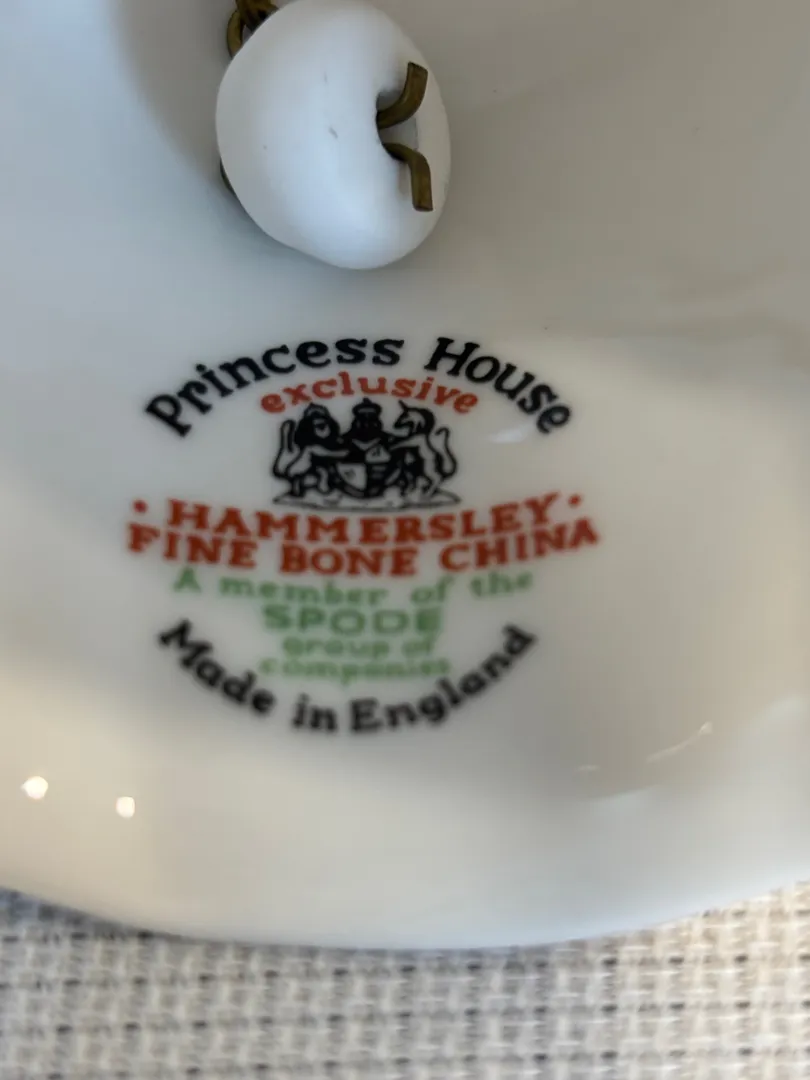 Princess House
exclusive
· HAMMERSLEY ·
FINE BONE CHINA
A member of the
SPODE
group of
companies
Made in England